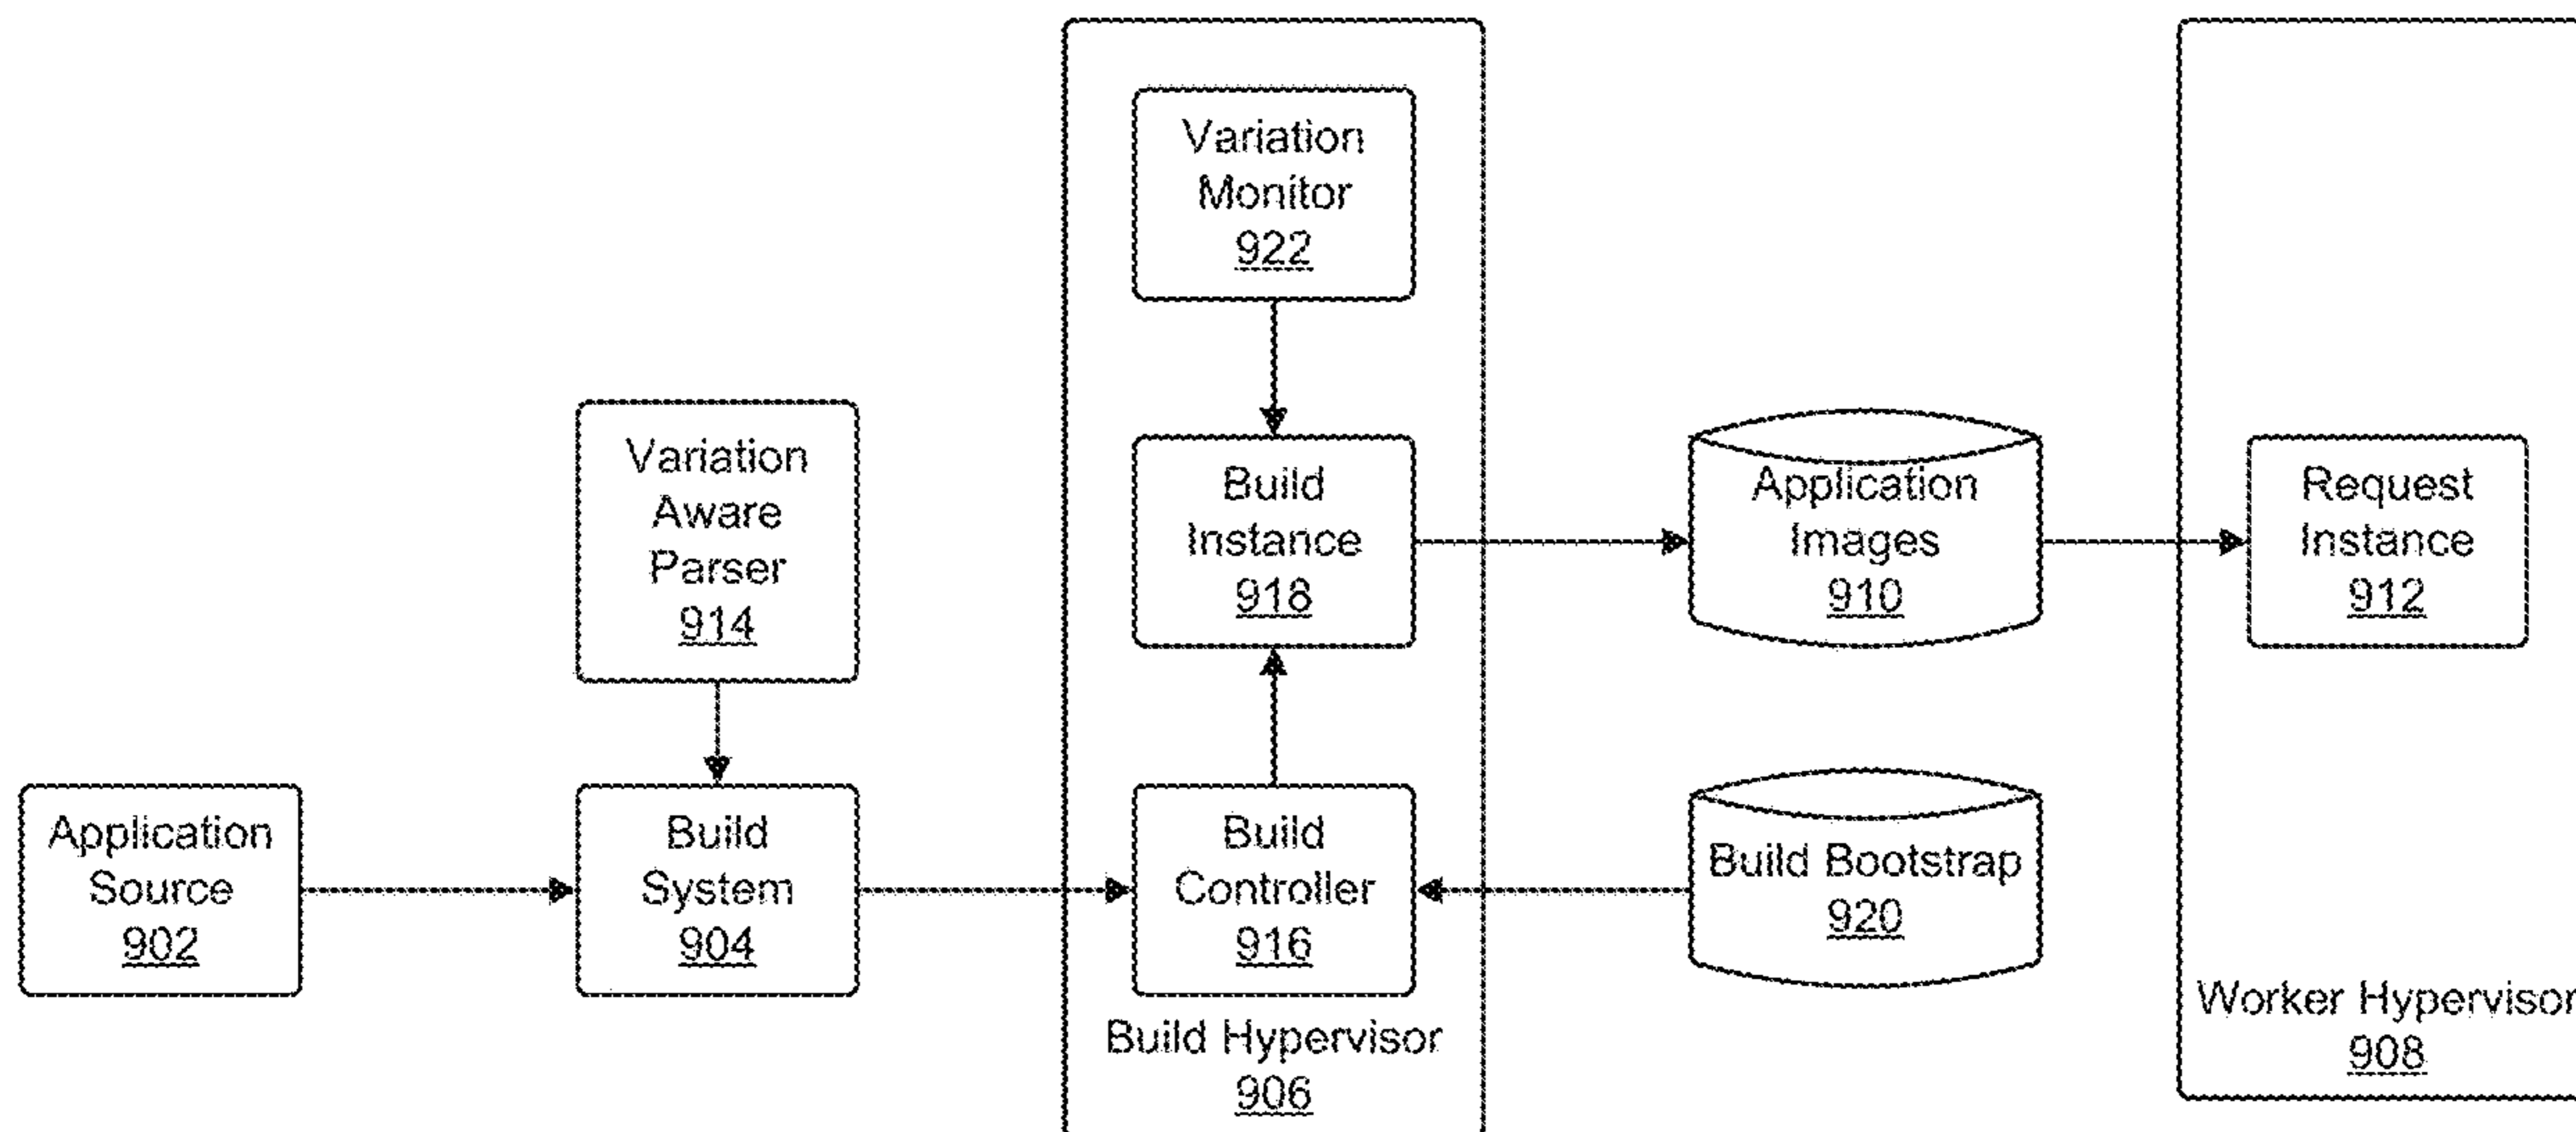 Variation
Monitor
922
Variation
Aware
Parser
914
Build
Instance
918
Application
Images
910
Request
Instance
912
Application
Source
902
Build
System
904
Build
Controller
916
Build Bootstrap
920
Build Hypervisor
906
Worker Hypervisor
908